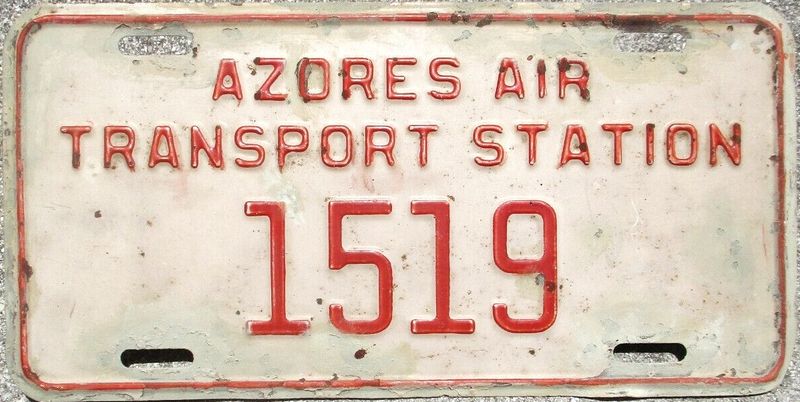 AZORES AIR
TRANSPORT STATION
1519